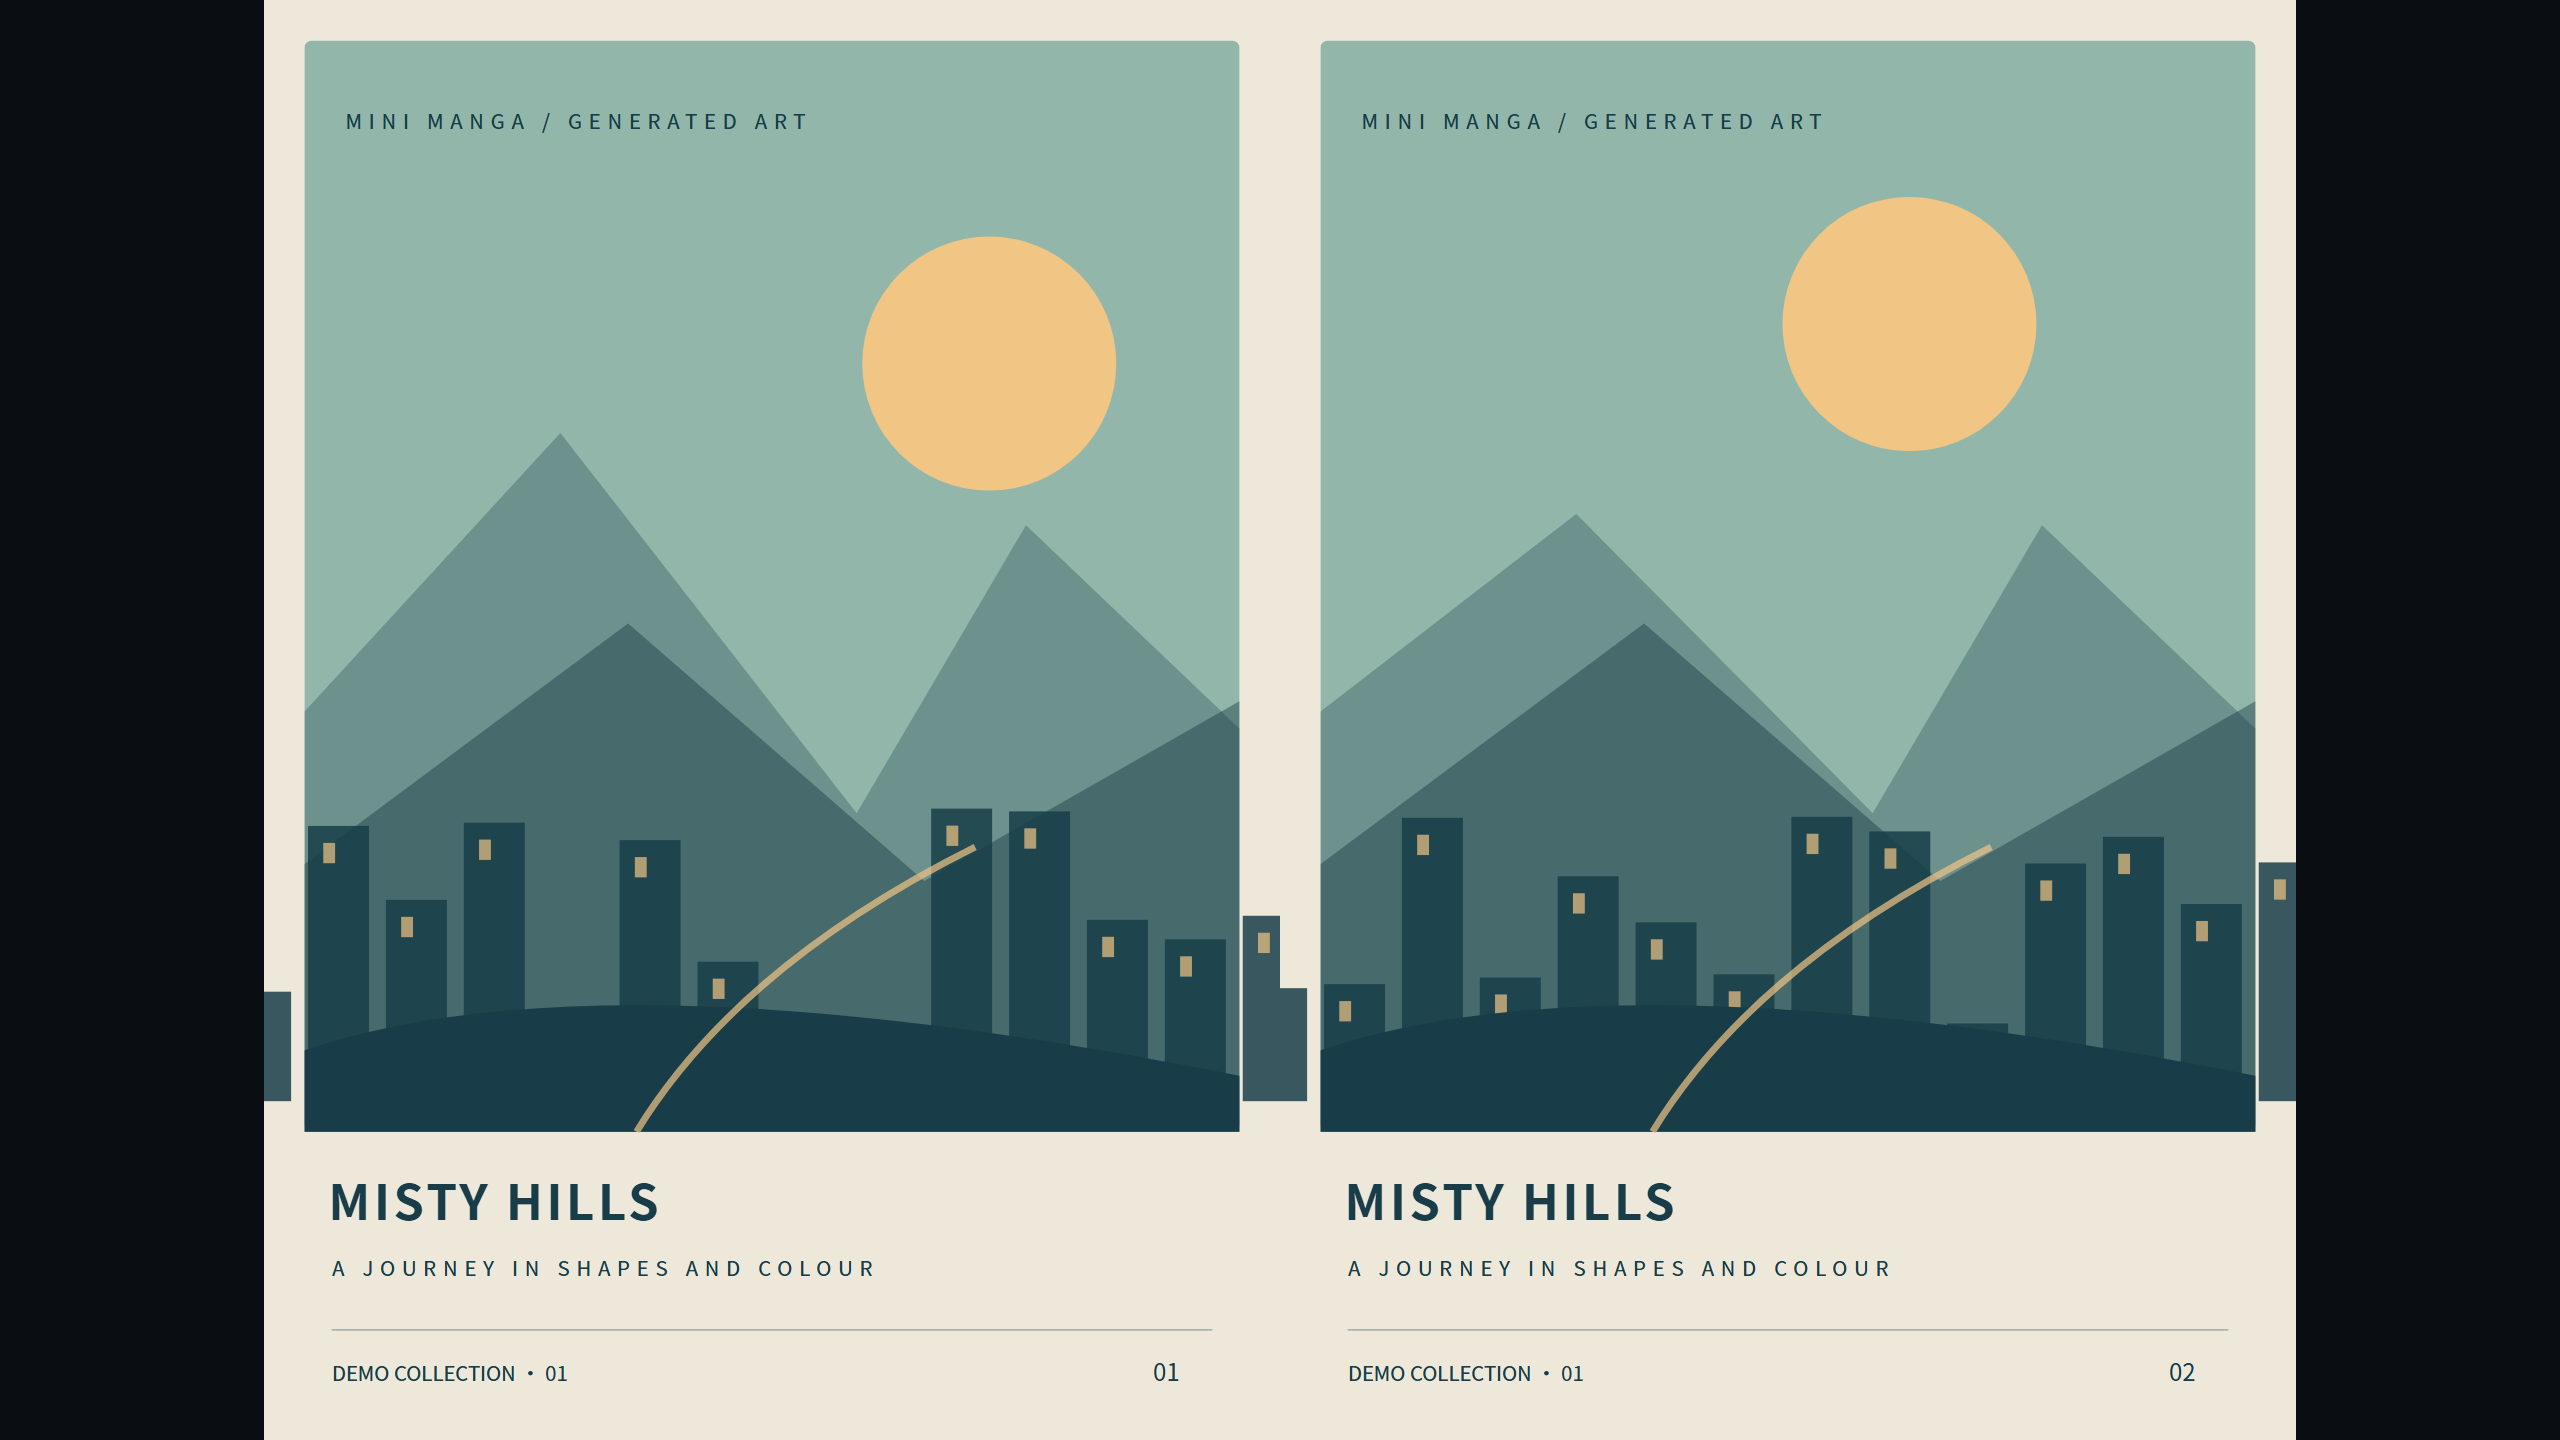 MINI MANGA / GENERATED ART
MISTY HILLS
A JOURNEY IN SHAPES AND COLOUR
DEMO COLLECTION • 01
01
MINI MANGA / GENERATED ART
MISTY HILLS
A JOURNEY IN SHAPES AND COLOUR
DEMO COLLECTION • 01
02